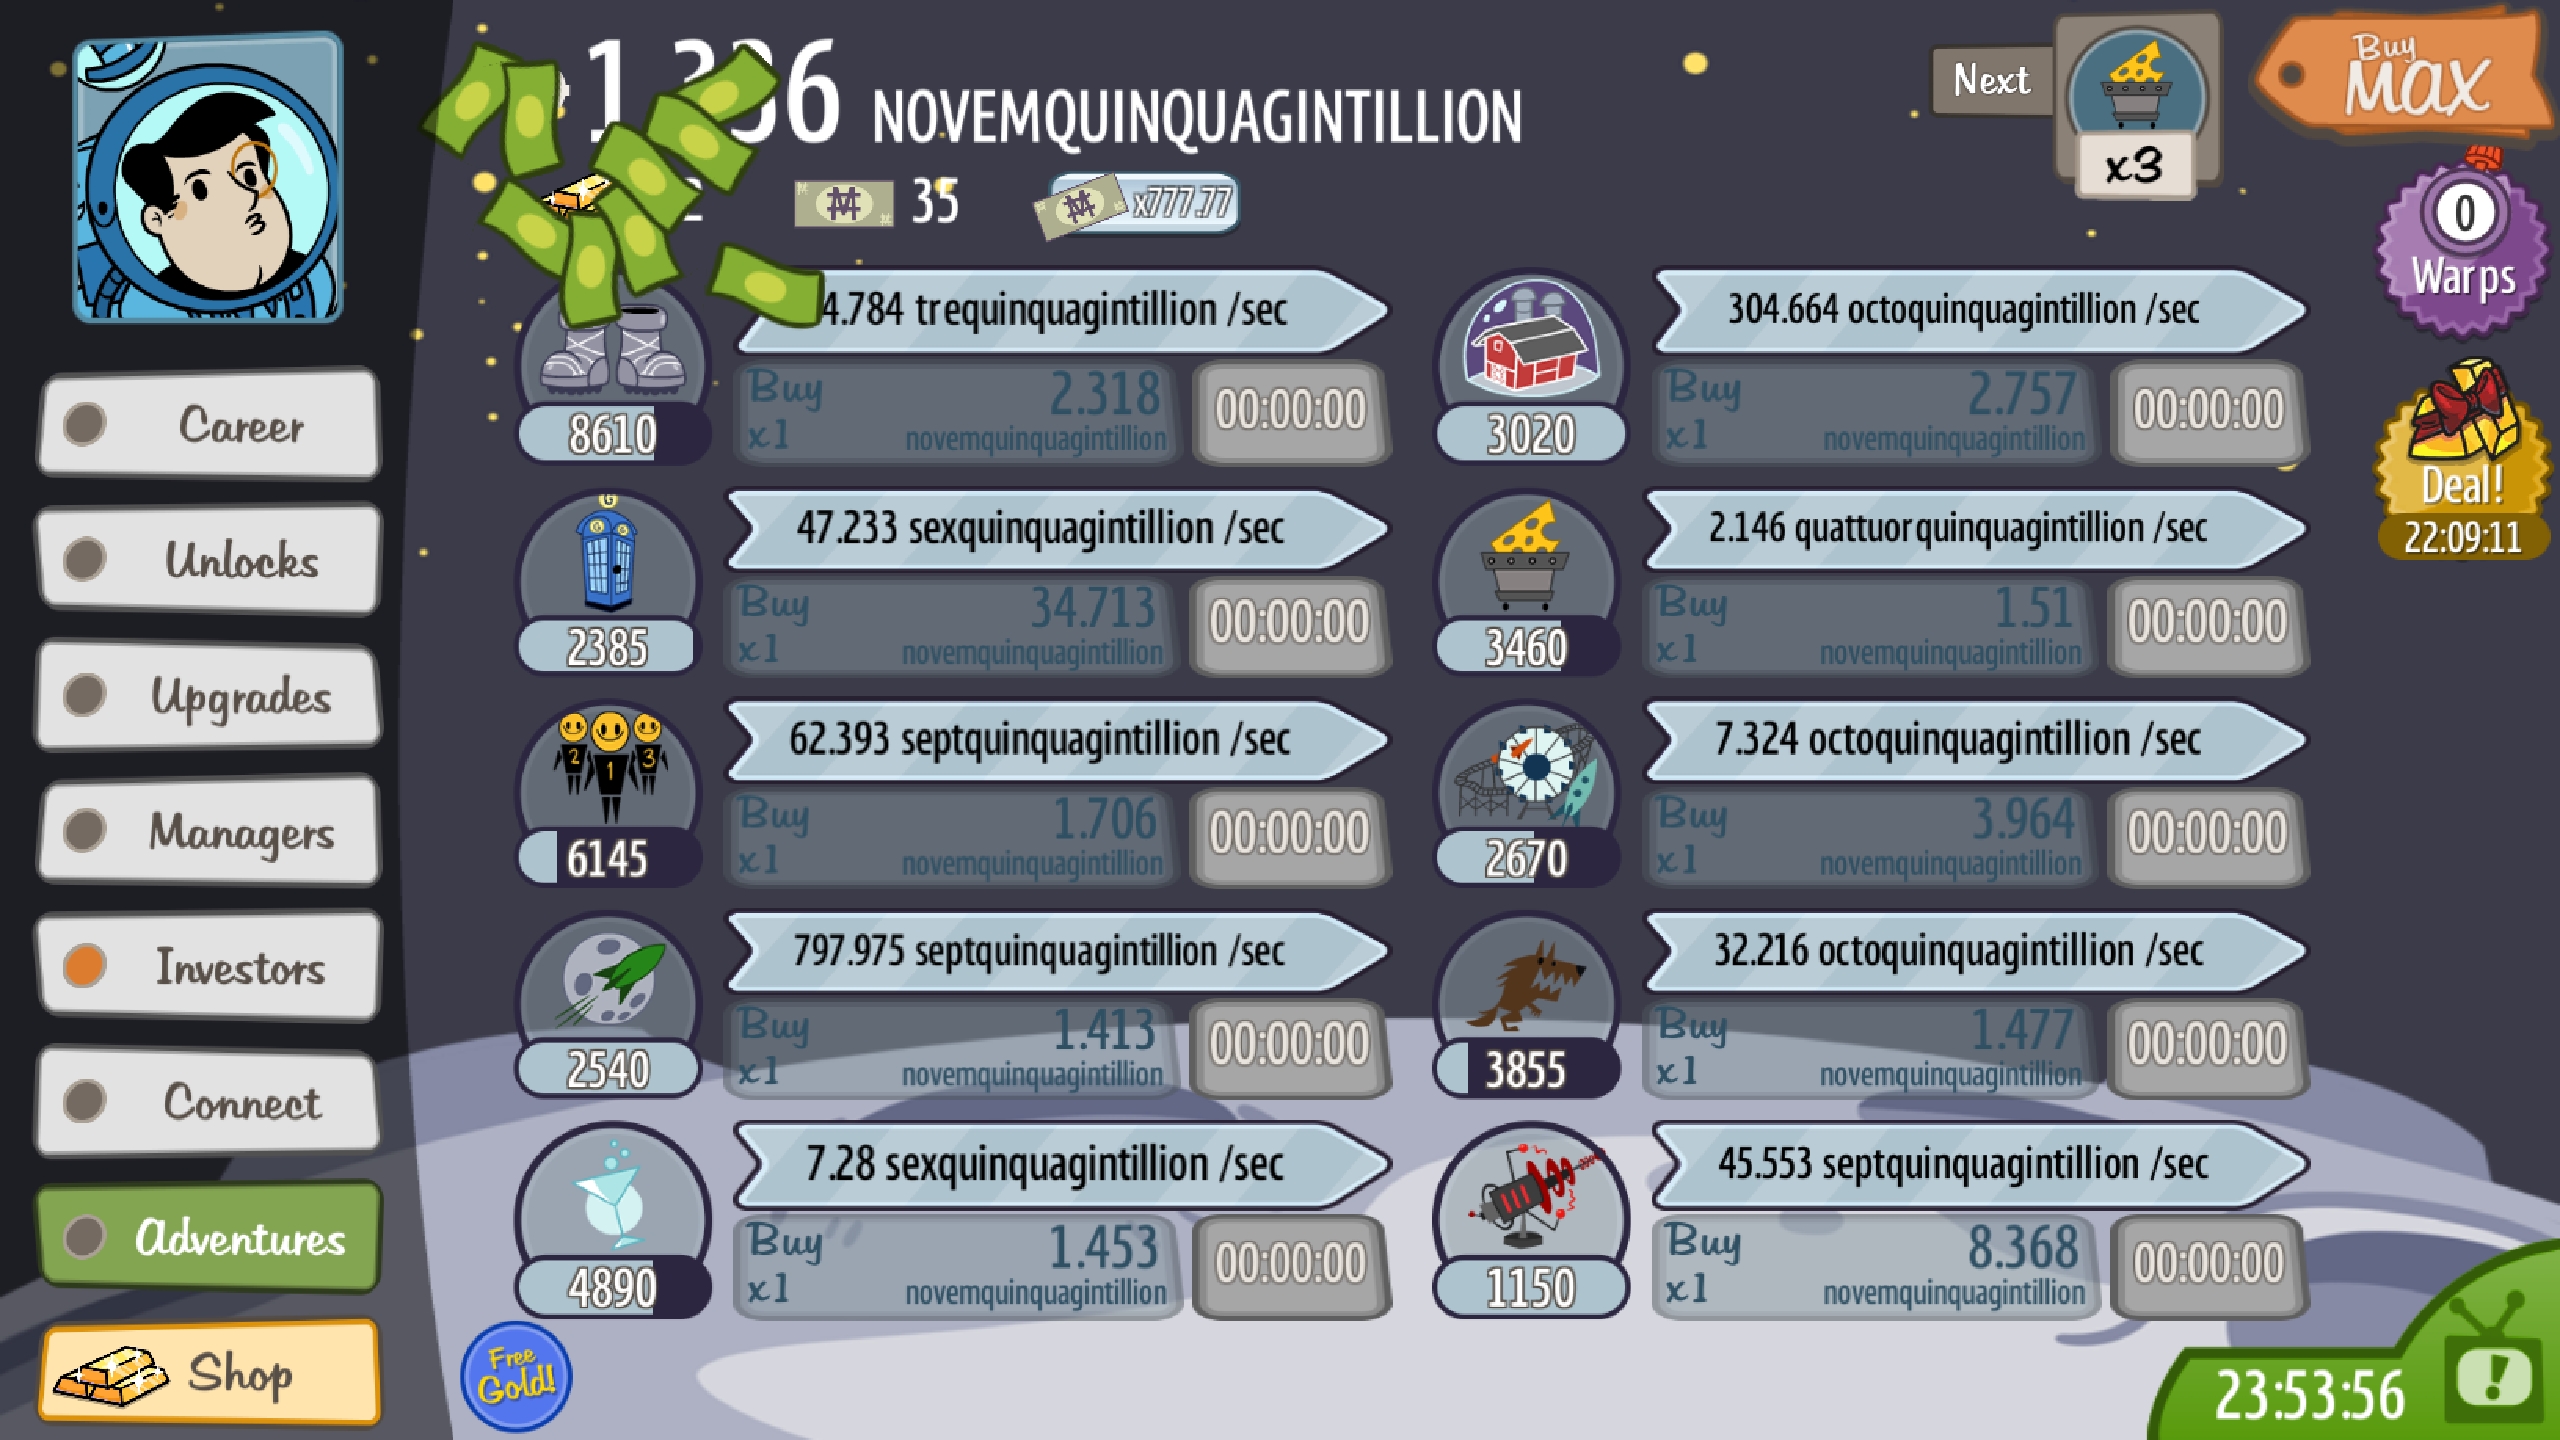 NOVEMQUINQUAGINTILLION
35
x777.77
Next
x3
Buy
MAX
0
Warps
Deal!
22:09:11
Career
Unlocks
Upgrades
Managers
Investors
Connect
Adventures
Shop
4.784 trequinquagintillion /sec
8610
Buy
x1
2.318
novemquinquagintillion
00:00:00
304.664 octoquinquagintillion /sec
3020
Buy
x1
2.757
novemquinquagintillion
00:00:00
47.233 sexquinquagintillion /sec
2385
Buy
x1
34.713
novemquinquagintillion
00:00:00
2.146 quattuorquinquagintillion /sec
3460
Buy
x1
1.51
novemquinquagintillion
00:00:00
62.393 septquinquagintillion /sec
2 1 3
6145
Buy
x1
1.706
novemquinquagintillion
00:00:00
7.324 octoquinquagintillion /sec
2670
Buy
x1
3.964
novemquinquagintillion
00:00:00
797.975 septquinquagintillion /sec
2540
Buy
x1
1.413
novemquinquagintillion
00:00:00
32.216 octoquinquagintillion /sec
3855
Buy
x1
1.477
novemquinquagintillion
00:00:00
7.28 sexquinquagintillion /sec
4890
Buy
x1
1.453
novemquinquagintillion
00:00:00
45.553 septquinquagintillion /sec
1150
Buy
x1
8.368
novemquinquagintillion
00:00:00
Free
Gold!
23:53:56
!